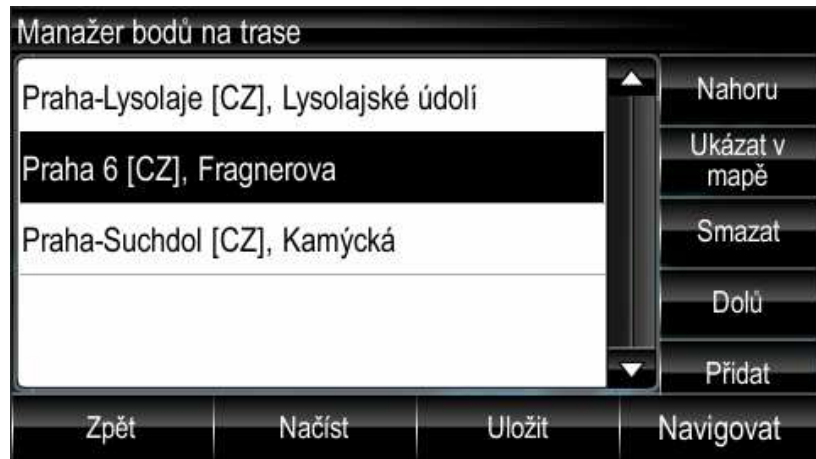 Manažer bodů na trase
Praha-Lysolaje [CZ], Lysolajské údolí
Praha 6 [CZ], Fragnerova
Praha-Suchdol [CZ], Kamýcká
Nahoru
Ukázat v
mapě
Smazat
Dolů
Přidat
Zpět
Načíst
Uložit
Navigovat